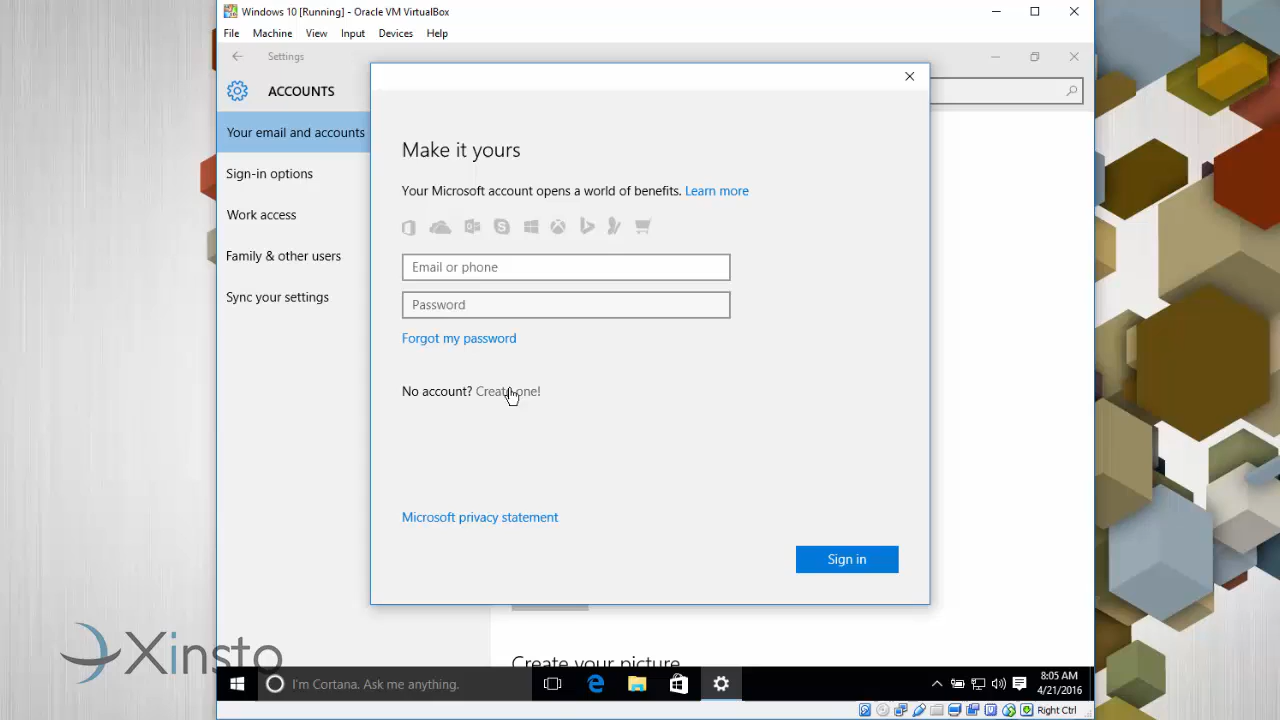 Windows 10 [Running] - Oracle VM VirtualBox
File Machine View Input Devices Help
Settings
ACCOUNTS
Your email and accounts
Sign-in options
Work access
Family & other users
Sync your settings
Make it yours
Your Microsoft account opens a world of benefits. Learn more
Email or phone
Password
Forgot my password
No account? Create one!
Microsoft privacy statement
Sign in
Create your picture
Xinsto
I'm Cortana. Ask me anything.
8:05 AM
4/21/2016
Right Ctrl